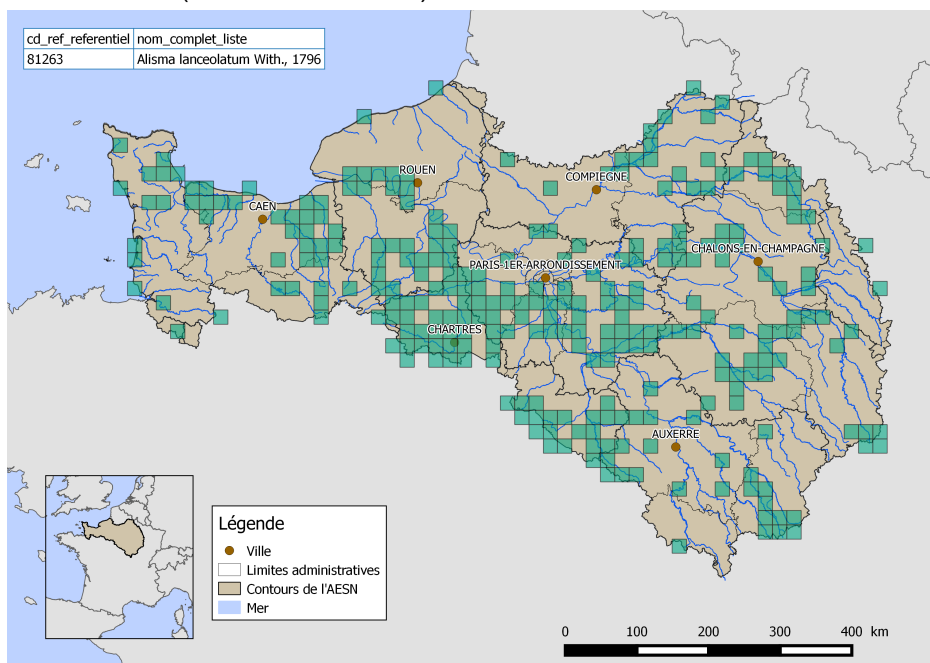 cd_ref_referentiel nom_complet_liste
81263 Alisma lanceolatum With., 1796
ROUEN
COMPIEGNE
CAEN
CHALONS-EN-CHAMPAGNE
PARIS-1ER-ARRONDISSEMENT
CHARTRES
AUXERRE
Légende
Ville
Limites administratives
Contours de l'AESN
Mer
0 100 200 300 400 km